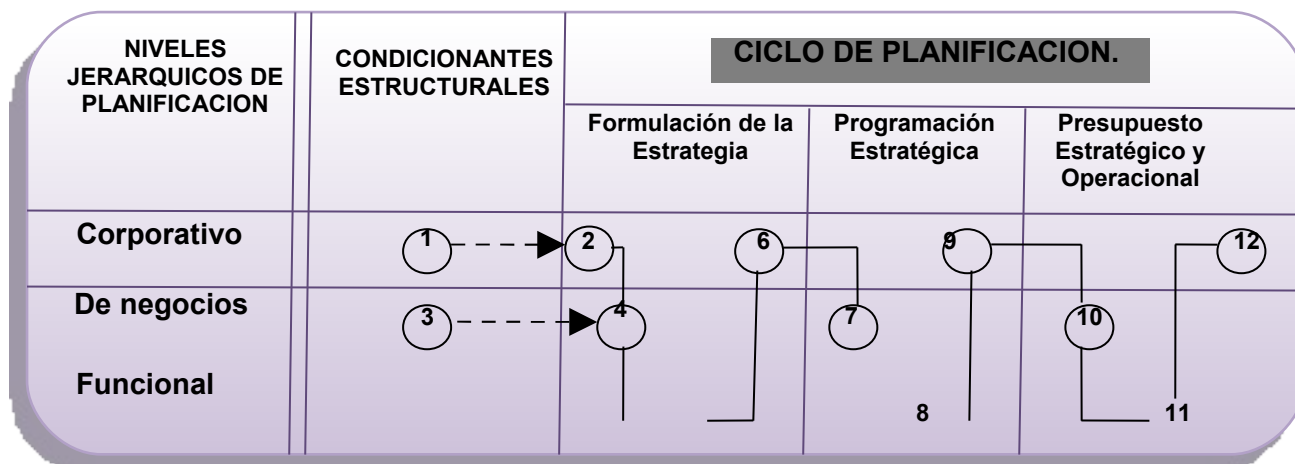 NIVELES
JERARQUICOS DE
PLANIFICACION
CONDICIONANTES
ESTRUCTURALES
CICLO DE PLANIFICACION.
Formulación de la
Estrategia
Programación
Estratégica
Presupuesto
Estratégico y
Operacional
Corporativo
1
2
6
9
12
De negocios
3
4
7
10
Funcional
8
11